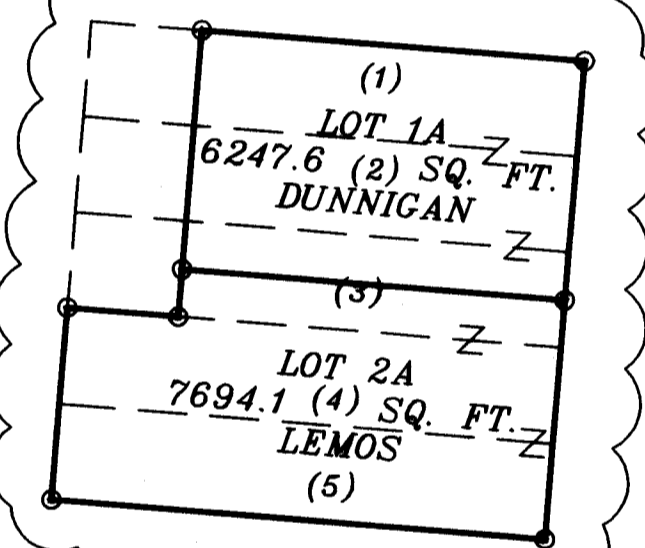 (1)
LOT 1A
6247.6 (2) SQ. FT.
DUNNIGAN
(3)
LOT 2A
7694.1 (4) SQ. FT.
LEMOS
(5)